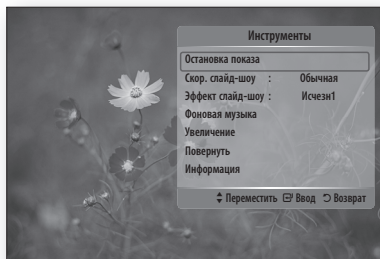 Инструменты
Остановка показа
Скор. слайд-шоу : Обычная
Эффект слайд-шоу : Исчезн1
Фоновая музыка
Увеличение
Повернуть
Информация
Переместить Ввод Возврат